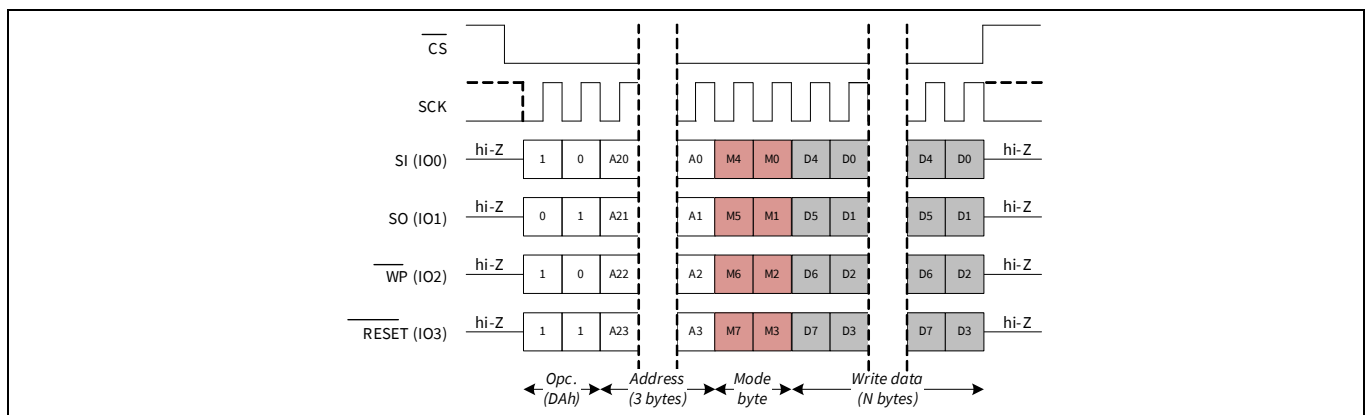 CS
SCK
SI (IO0) hi-Z 1 0 A20 A0 M4 M0 D4 D0 D4 D0 hi-Z
SO (IO1) hi-Z 0 1 A21 A1 M5 M1 D5 D1 D5 D1 hi-Z
WP (IO2) hi-Z 1 0 A22 A2 M6 M2 D6 D2 D6 D2 hi-Z
RESET (IO3) hi-Z 1 1 A23 A3 M7 M3 D7 D3 D7 D3 hi-Z
Opc. Address Mode Write data
(DAh) (3 bytes) byte (N bytes)